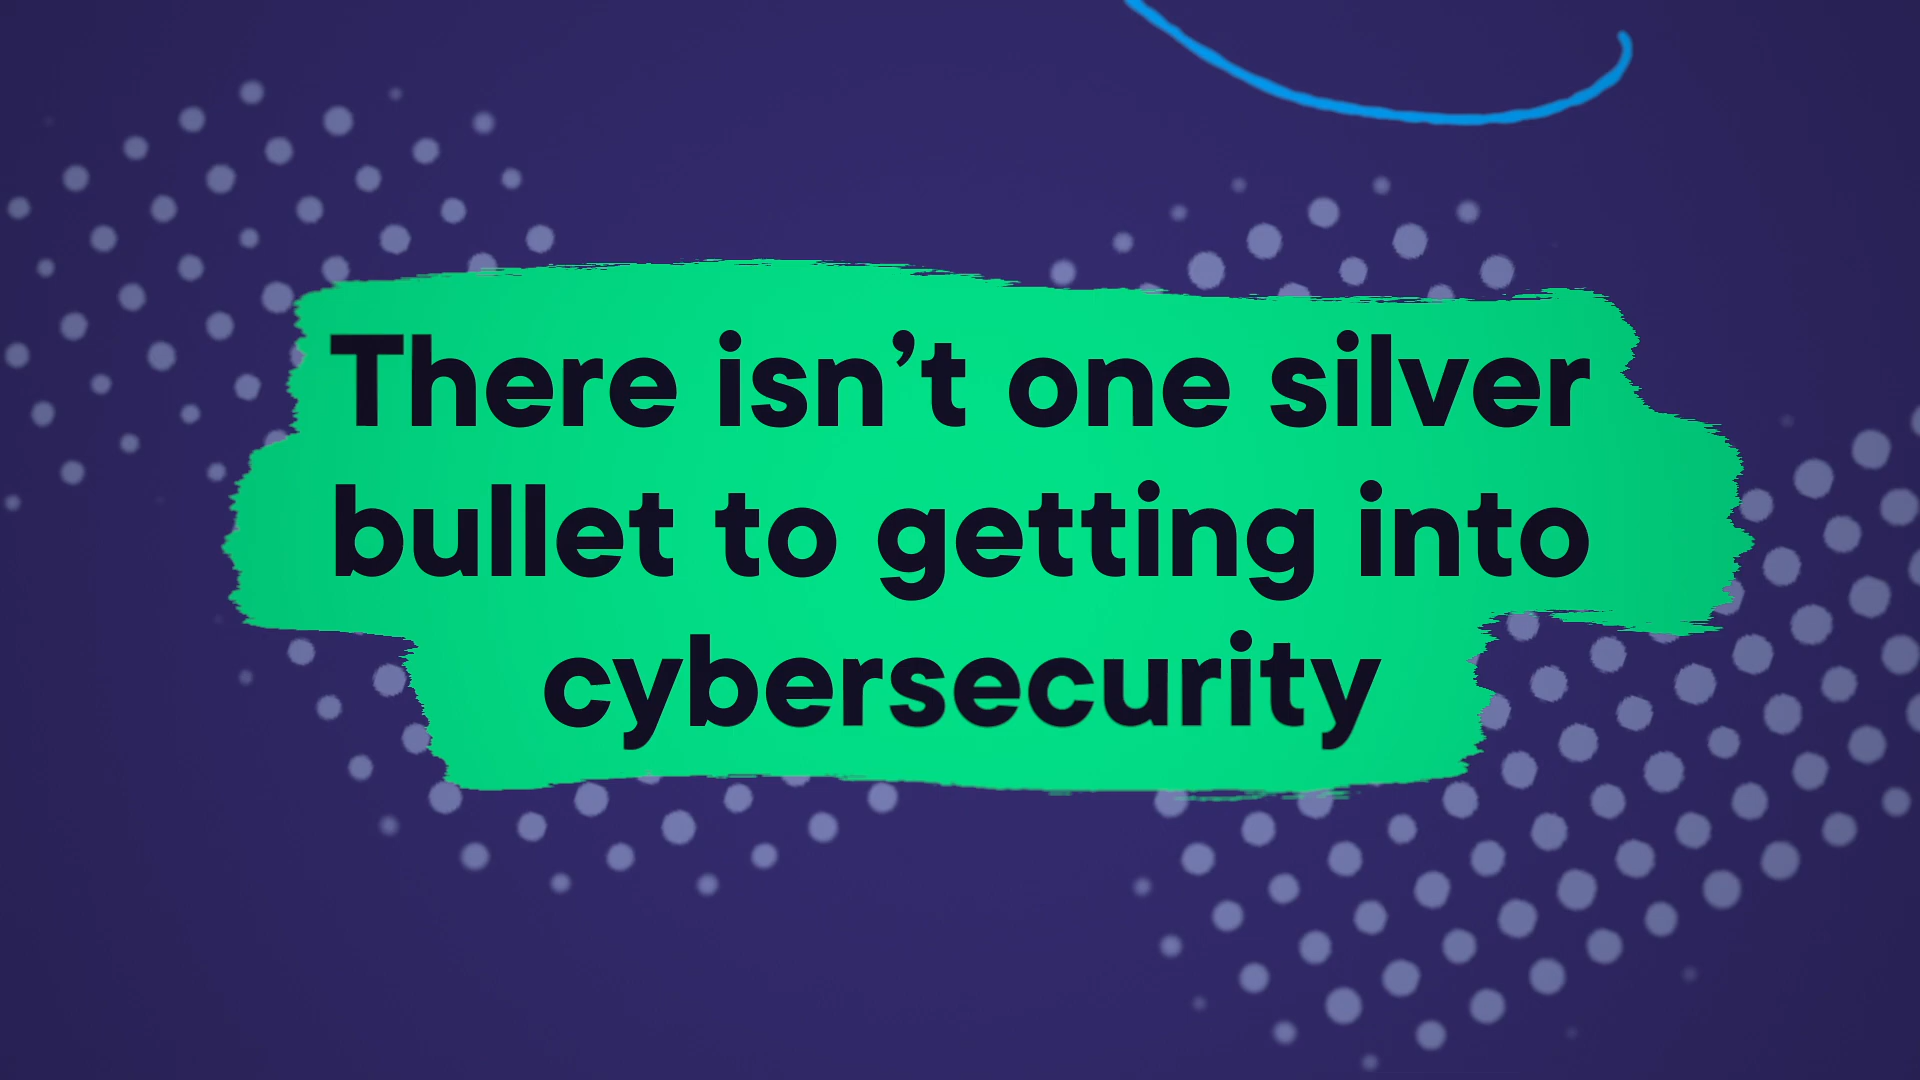 There isn’t one silver
bullet to getting into
cybersecurity